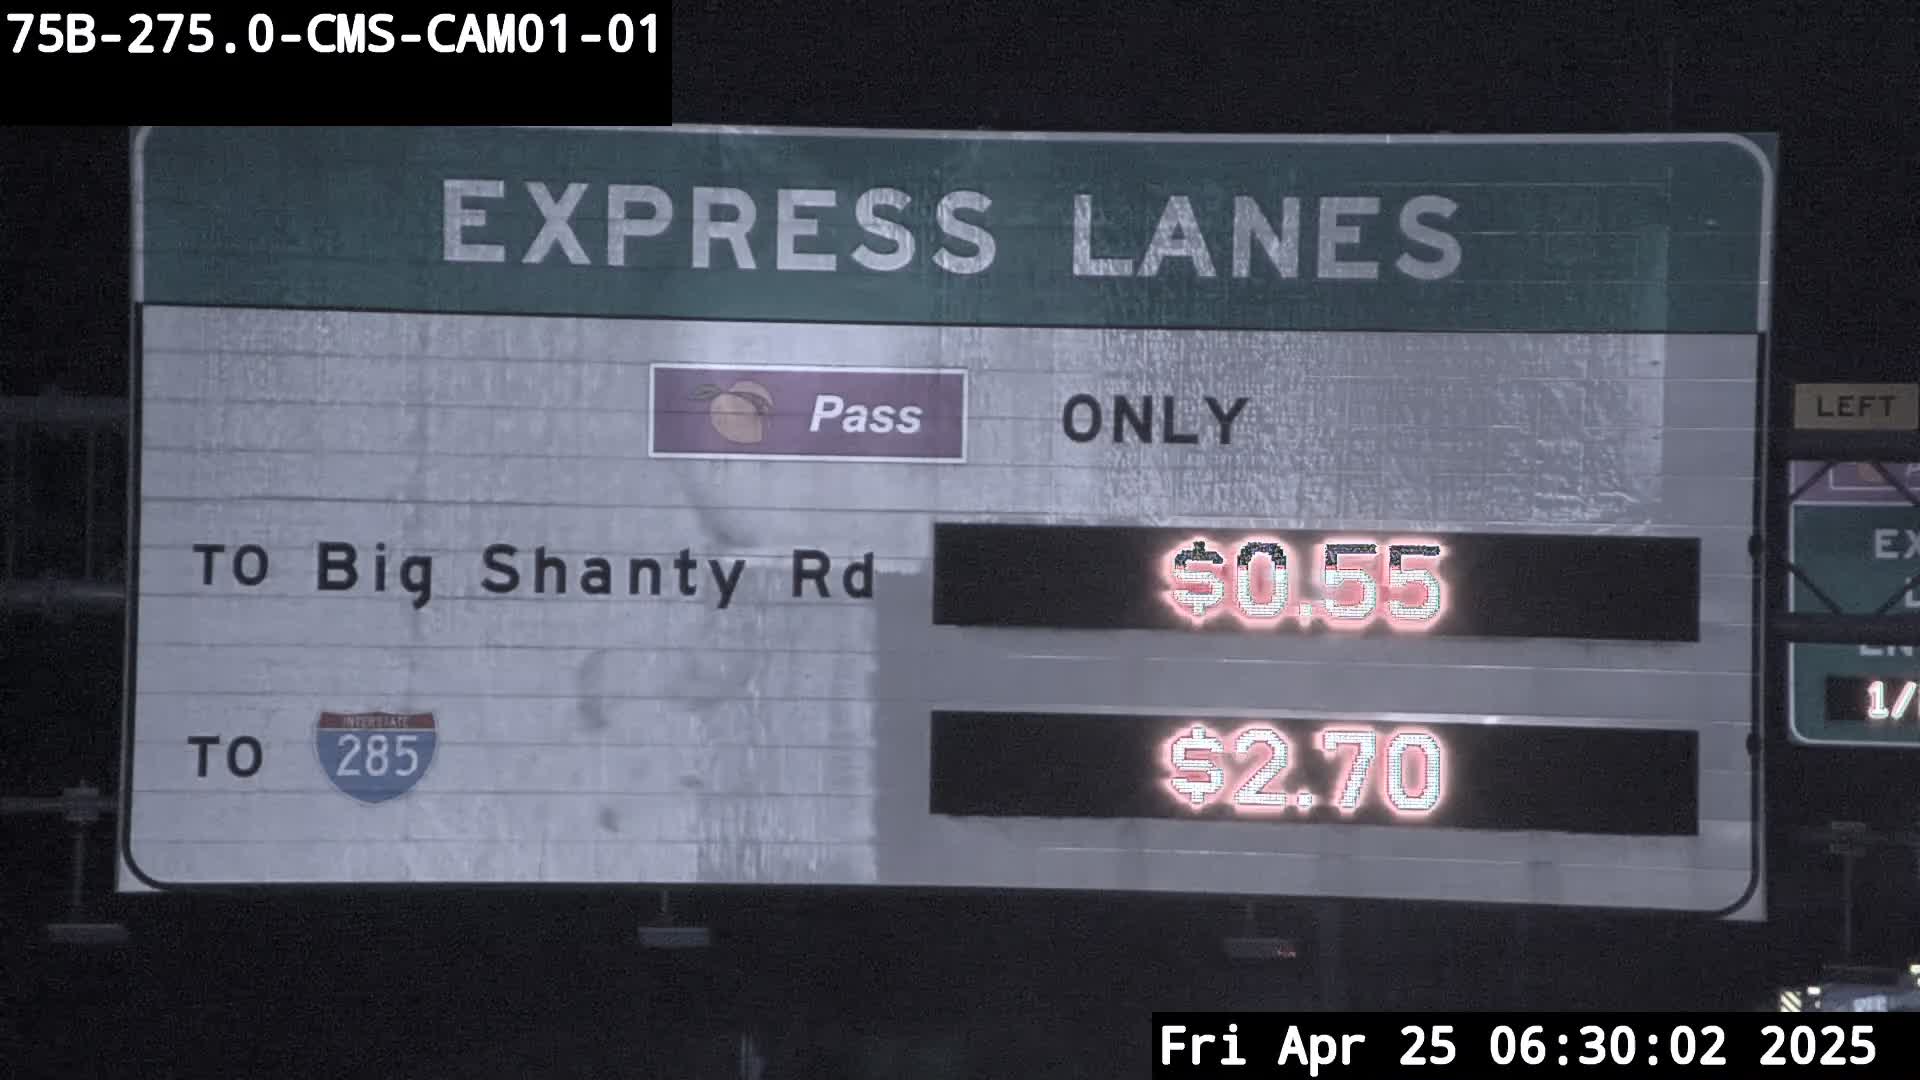 75B-275.0-CMS-CAM01-01
EXPRESS LANES
Pass ONLY
TO Big Shanty Rd $0.55
TO INTERSTATE 285 $2.70
LEFT
1/
Fri Apr 25 06:30:02 2025